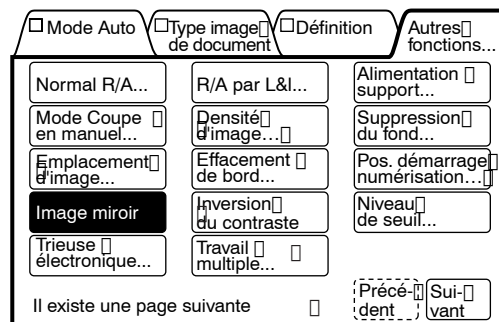 Mode Auto
Type image
de document
Définition
Autres
fonctions...
Normal R/A...
R/A par L&I...
Alimentation
support...
Mode Coupe
en manuel...
Densité
d'image...
Suppression
du fond...
Emplacement
d'image...
Effacement
de bord...
Pos. démarrage
numérisation...
Image miroir
Inversion
du contraste
Niveau
de seuil...
Trieuse
électronique...
Travail
multiple...
Il existe une page suivante
Précé-
dent
Sui-
vant